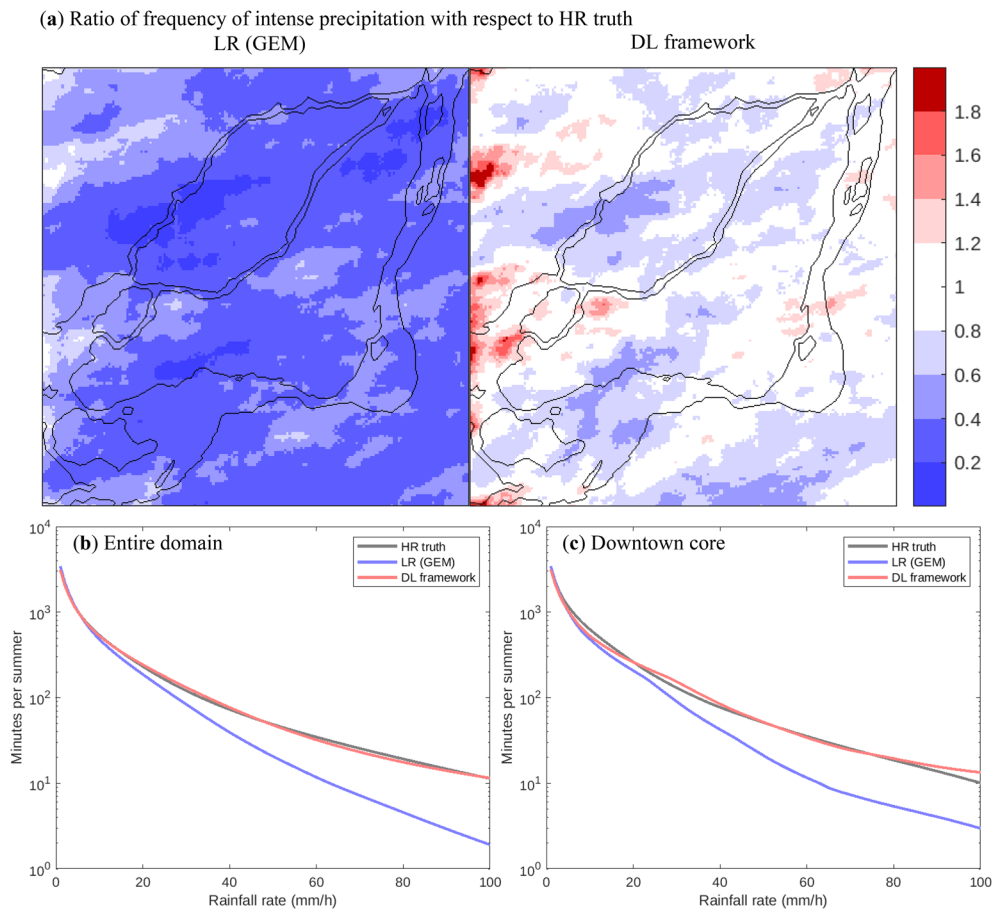 (a) Ratio of frequency of intense precipitation with respect to HR truth
LR (GEM)
DL framework
1.8
1.6
1.4
1.2
1
0.8
0.6
0.4
0.2
(b) Entire domain
HR truth
LR (GEM)
DL framework
10^4
10^3
10^2
10^1
10^0
Minutes per summer
0 20 40 60 80 100
Rainfall rate (mm/h)
(c) Downtown core
HR truth
LR (GEM)
DL framework
10^4
10^3
10^2
10^1
10^0
Minutes per summer
0 20 40 60 80 100
Rainfall rate (mm/h)